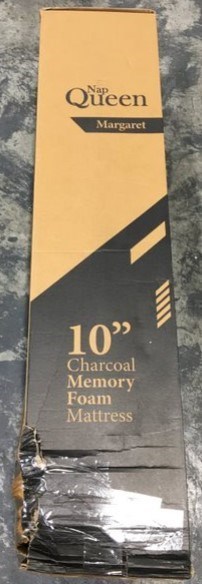 Nap
Queen
Margaret
10”
Charcoal
Memory
Foam
Mattress